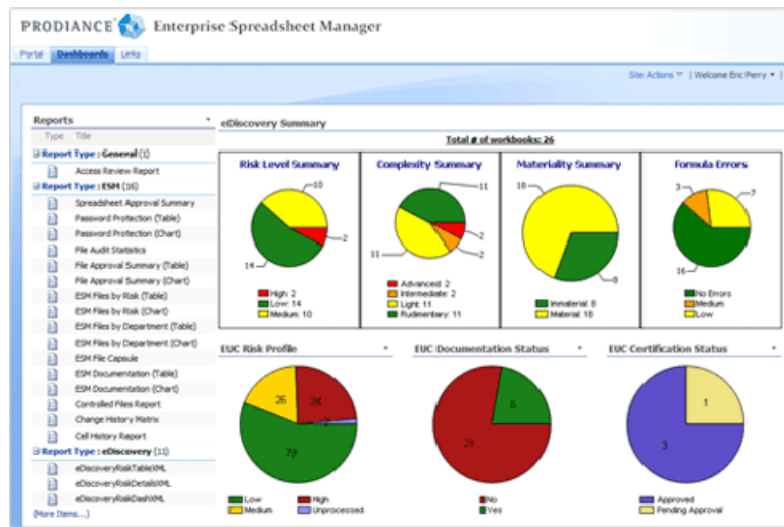 PRODIANCE Enterprise Spreadsheet Manager
Portal Dashboards Links
Site Actions | Welcome Eric Perry |
Reports
Type Title
Report Type : General (1)
Access Review Report
Report Type : ESM (16)
Spreadsheet Approval Summary
Password Protection (Table)
Password Protection (Chart)
File Audit Statistics
File Approval Summary (Table)
File Approval Summary (Chart)
ESM Files by Risk (Table)
ESM Files by Risk (Chart)
ESM Files by Department (Table)
ESM Files by Department (Chart)
ESM File Capsule
ESM Documentation (Table)
ESM Documentation (Chart)
Controlled Files Report
Change History Matrix
Cell History Report
Report Type : eDiscovery (11)
eDiscoveryRiskTableXML
eDiscoveryRiskDetailsXML
eDiscoveryRiskDashXML
(More Items...)
eDiscovery Summary
Total # of workbooks: 26
Risk Level Summary
10
2
14
High: 2
Low: 14
Medium: 10
Complexity Summary
11
2
2
11
Advanced: 2
Intermediate: 2
Light: 11
Rudimentary: 11
Materiality Summary
18
8
Immaterial: 8
Material: 18
Formula Errors
3
7
16
No Errors
Medium
Low
EUC Risk Profile
26
34
2
79
Low High
Medium Unprocessed
EUC Documentation Status
6
21
No
Yes
EUC Certification Status
1
3
Approved
Pending Approval